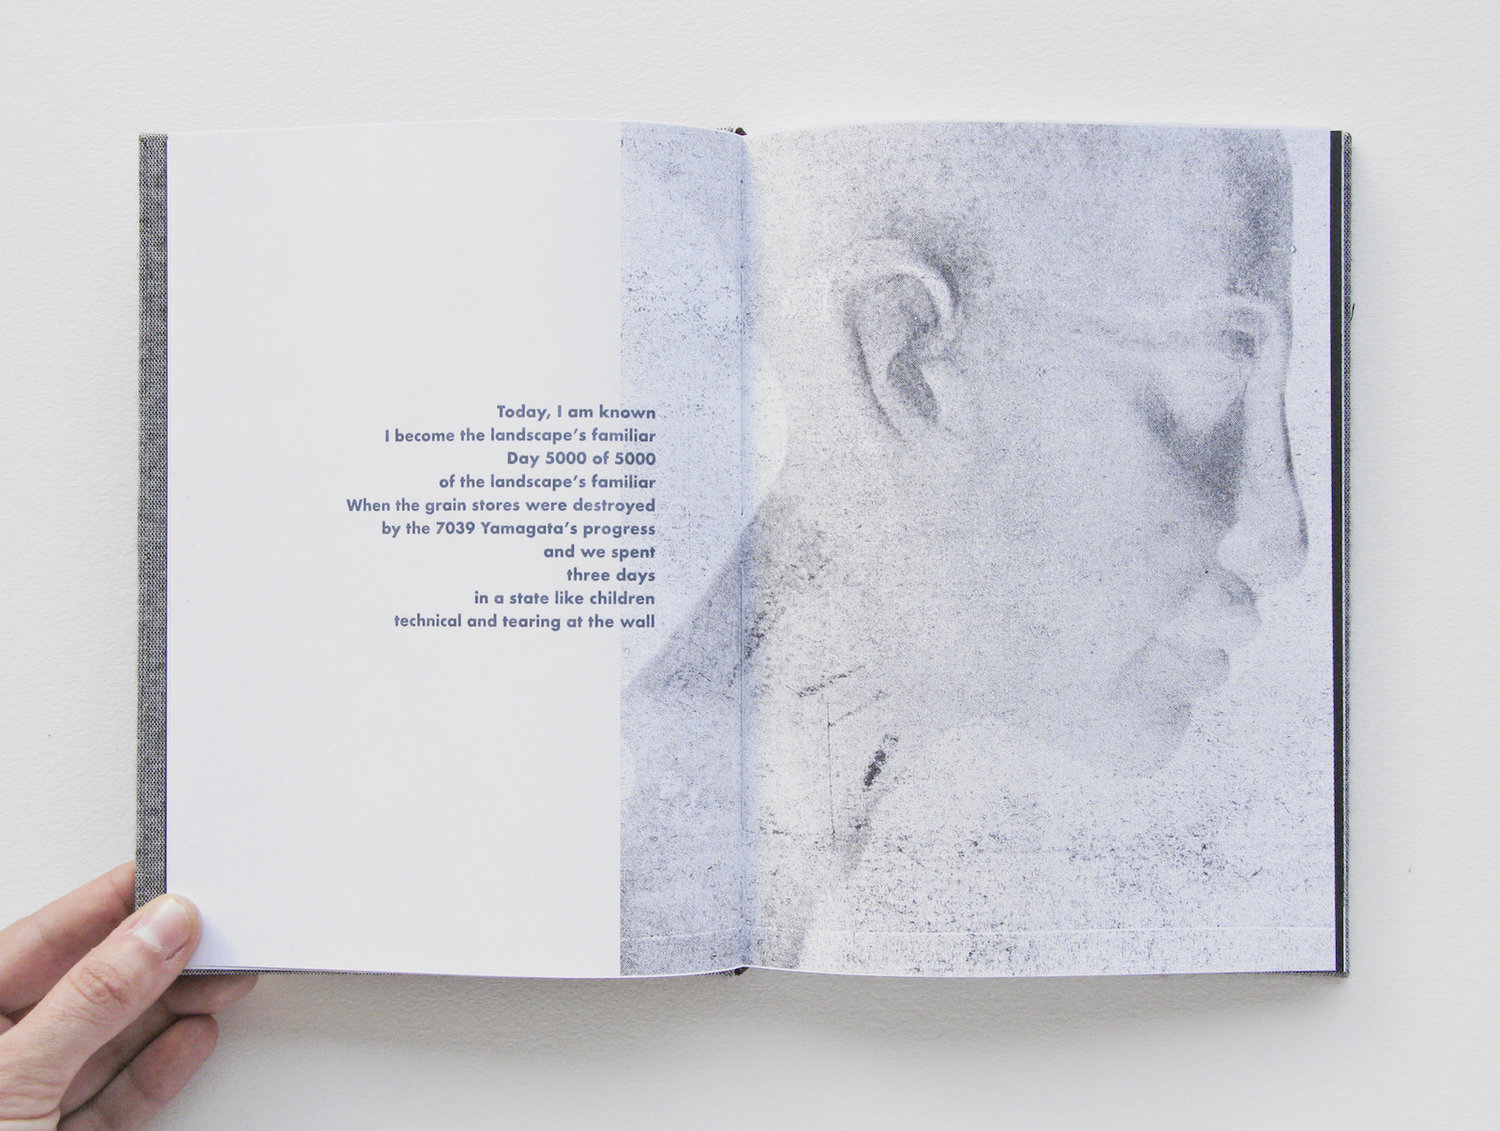 Today, I am known
I become the landscape’s familiar
Day 5000 of 5000
of the landscape’s familiar
When the grain stores were destroyed
by the 7039 Yamagata’s progress
and we spent
three days
in a state like children
technical and tearing at the wall